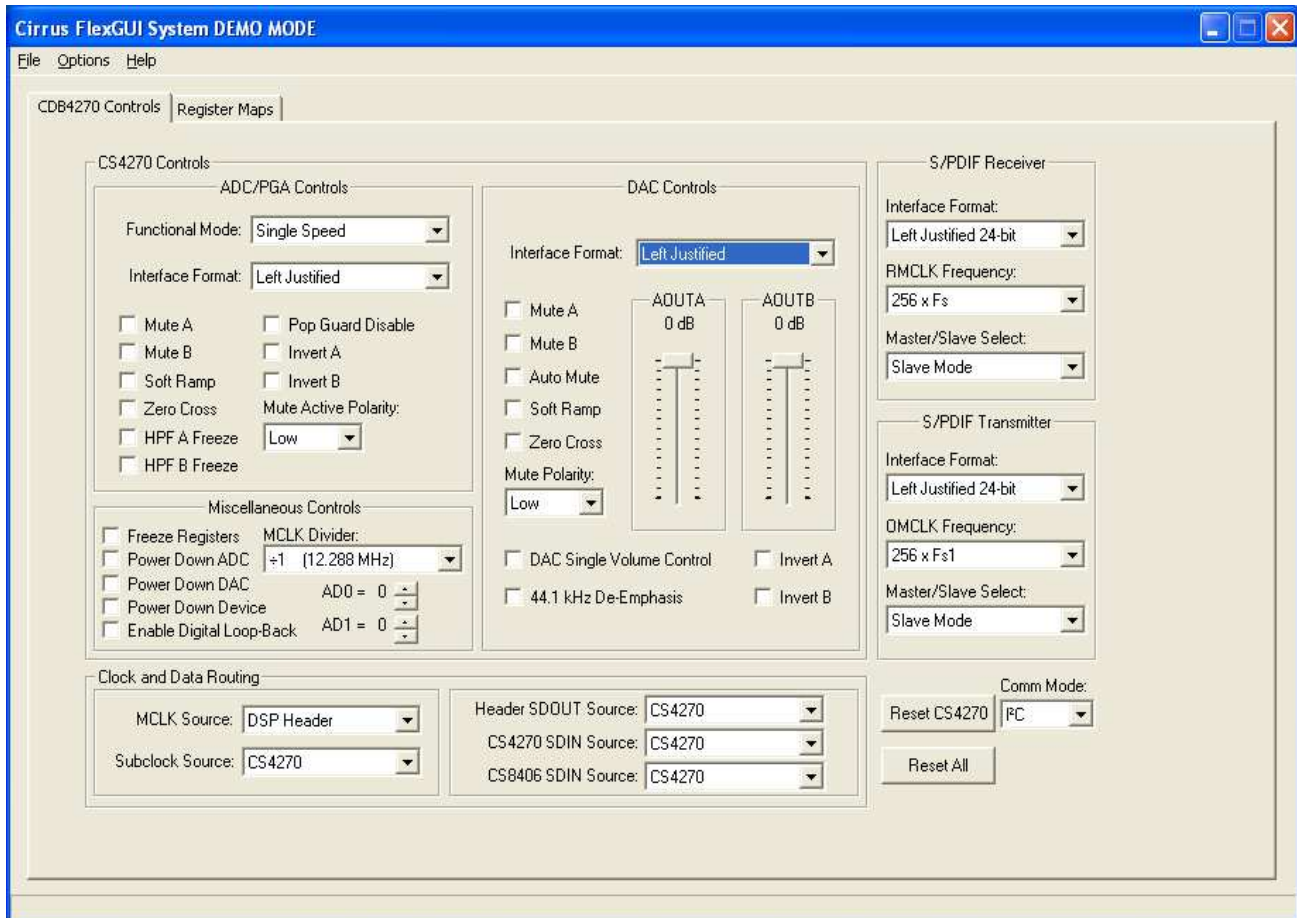 Cirrus FlexGUI System DEMO MODE
File Options Help
CDB4270 Controls Register Maps
CS4270 Controls
ADC/PGA Controls
Functional Mode: Single Speed
Interface Format: Left Justified
Mute A Pop Guard Disable
Mute B Invert A
Soft Ramp Invert B
Zero Cross Mute Active Polarity:
HPF A Freeze Low
HPF B Freeze
Miscellaneous Controls
Freeze Registers MCLK Divider:
Power Down ADC ÷1 (12.288 MHz)
Power Down DAC AD0 = 0
Power Down Device
Enable Digital Loop-Back AD1 = 0
DAC Controls
Interface Format: Left Justified
Mute A
Mute B
Auto Mute
Soft Ramp
Zero Cross
Mute Polarity:
Low
AOUTA AOUTB
0 dB 0 dB
DAC Single Volume Control Invert A
44.1 kHz De-Emphasis Invert B
S/PDIF Receiver
Interface Format:
Left Justified 24-bit
RMCLK Frequency:
256 x Fs
Master/Slave Select:
Slave Mode
S/PDIF Transmitter
Interface Format:
Left Justified 24-bit
OMCLK Frequency:
256 x Fs1
Master/Slave Select:
Slave Mode
Clock and Data Routing
MCLK Source: DSP Header
Subclock Source: CS4270
Header SDOUT Source: CS4270
CS4270 SDIN Source: CS4270
CS8406 SDIN Source: CS4270
Comm Mode:
Reset CS4270 I²C
Reset All